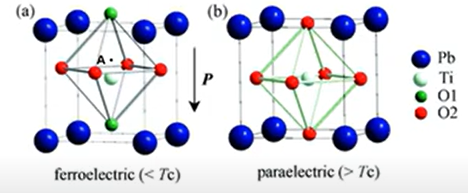 (a)
(b)
A
P
Pb
Ti
O1
O2
ferroelectric (< Tc)
paraelectric (> Tc)